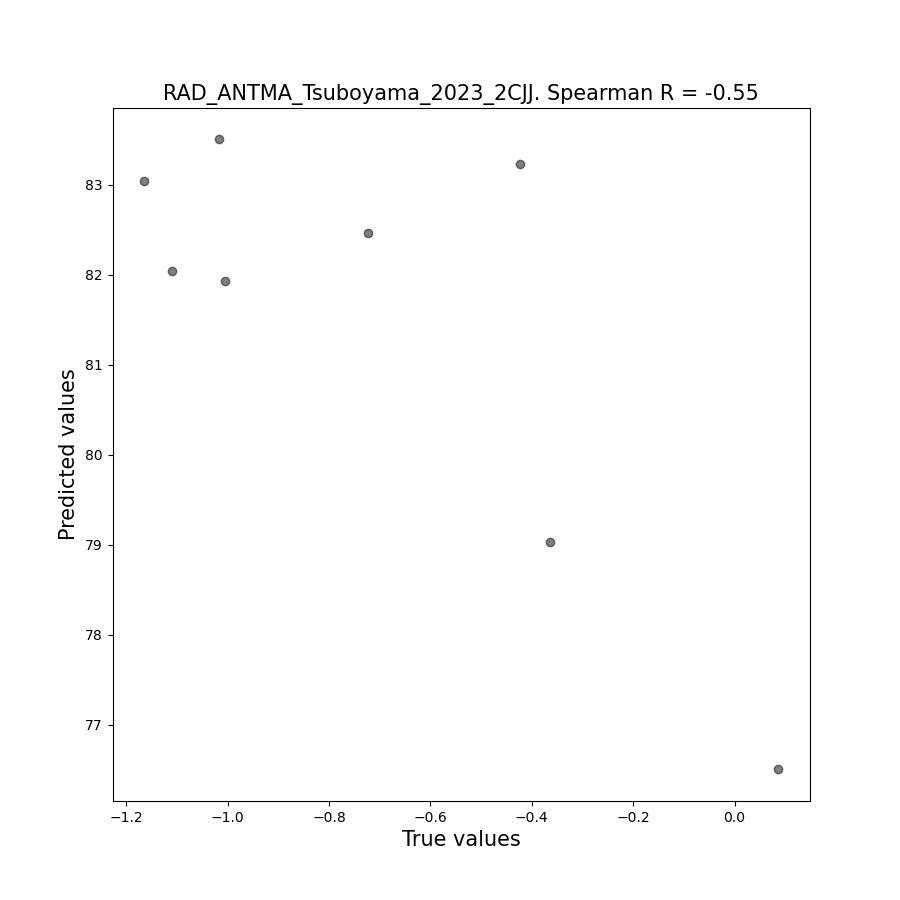 RAD_ANTMA_Tsuboyama_2023_2CJJ. Spearman R = -0.55
83
82
81
80
79
78
77
Predicted values
−1.2 −1.0 −0.8 −0.6 −0.4 −0.2 0.0
True values